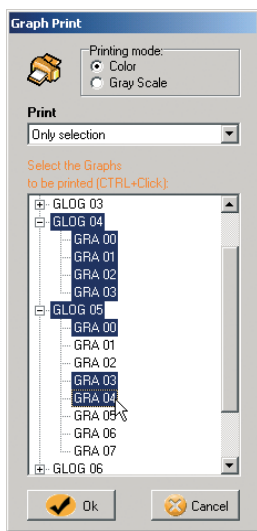 Graph Print
Printing mode:
Color
Gray Scale
Print
Only selection
Select the Graphs
to be printed (CTRL+Click):
GLOG 03
GLOG 04
GRA 00
GRA 01
GRA 02
GRA 03
GLOG 05
GRA 00
GRA 01
GRA 02
GRA 03
GRA 04
GRA 05
GRA 06
GRA 07
GLOG 06
Ok
Cancel